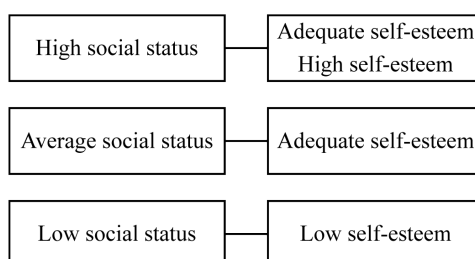 High social status
Adequate self-esteem
High self-esteem
Average social status
Adequate self-esteem
Low social status
Low self-esteem